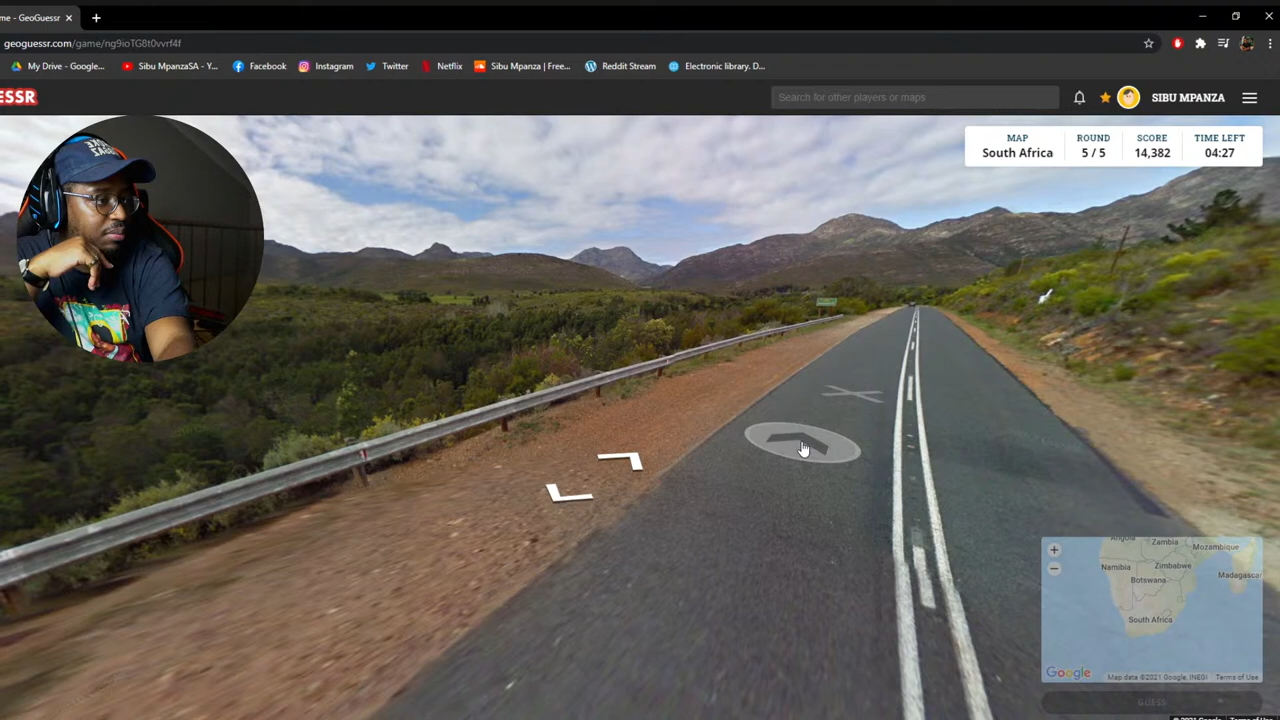 me - GeoGuessr
geoguessr.com/game/ng9ioTG8t0vvrf4f
My Drive - Google...
Sibu MpanzaSA - Y...
Facebook
Instagram
Twitter
Netflix
Sibu Mpanza | Free...
Reddit Stream
Electronic library. D...
ESSR
Search for other players or maps
SIBU MPANZA
MAP
South Africa
ROUND
5 / 5
SCORE
14,382
TIME LEFT
04:27
Angola
Zambia
Mozambique
Namibia
Zimbabwe
Madagascar
Botswana
South Africa
Google
Map data ©2021 Google, INEGI
Terms of Use
GUESS